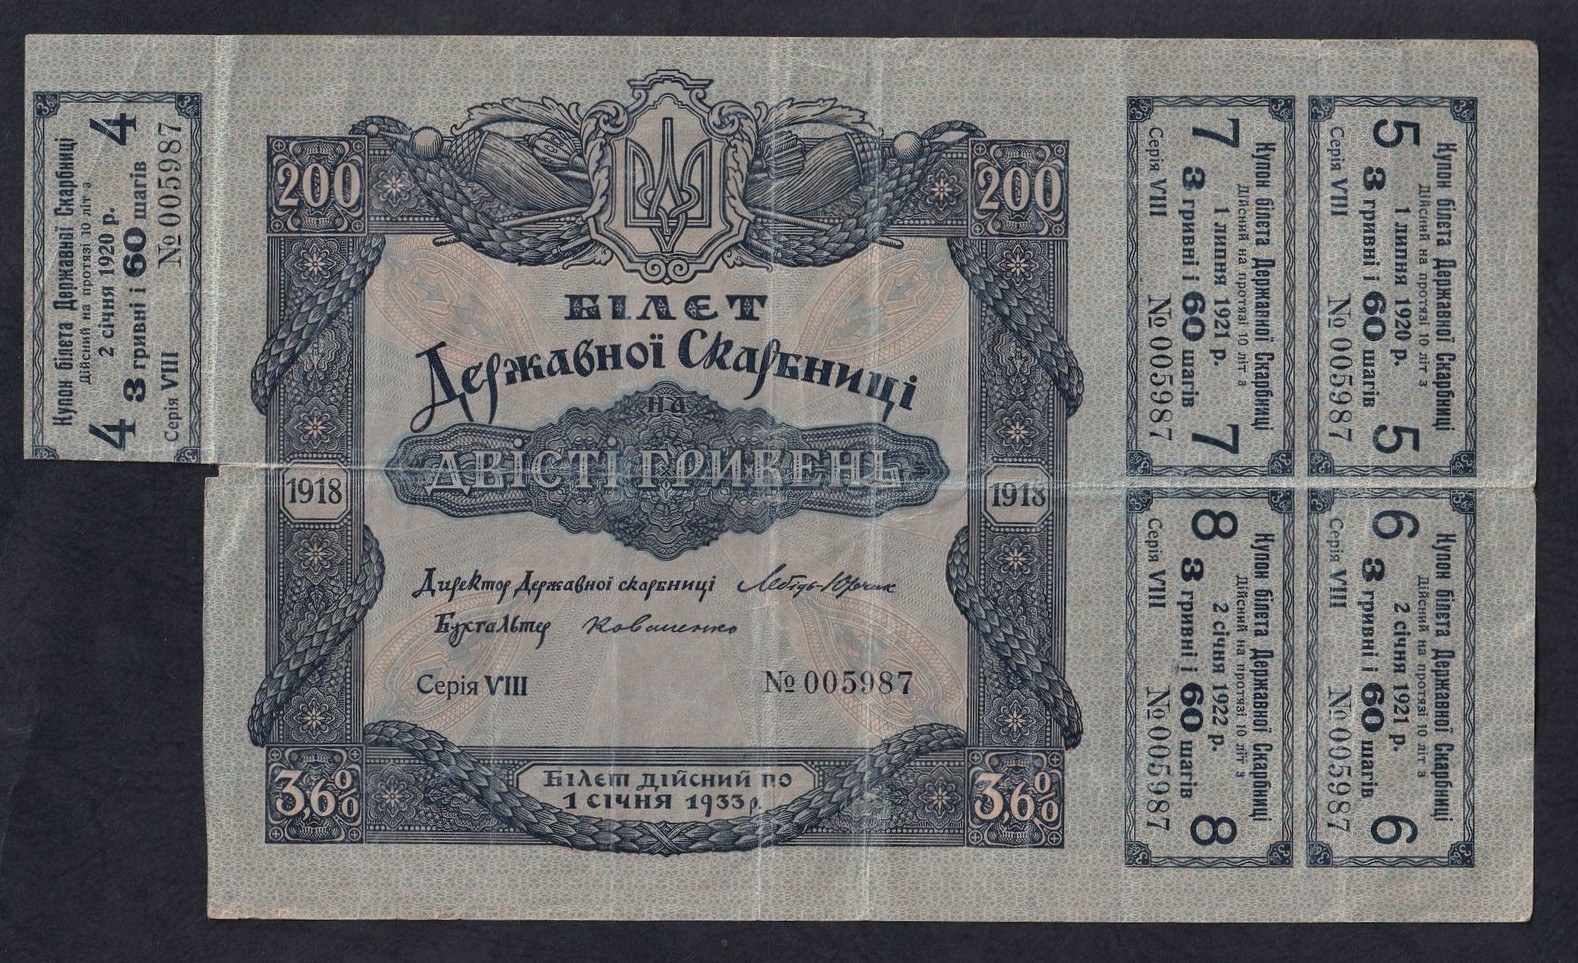 Купон білета Державної Скарбниці
Дійсний на протязі 10 літ з
2 січня 1920 р.
4 3 гривні і 60 шагів 4
Серія VIII № 005987
200 200
БІЛЕТ
Державної Скарбниці
на
ДВІСТІ ГРИВЕНЬ
1918 1918
Директор Державної скарбниці Лебідь-Юрчик
Бухгальтер
Серія VIII № 005987
3,6% 3,6%
Білет дійсний по
1 січня 1933 р.
Купон білета Державної Скарбниці
Дійсний на протязі 10 літ з
1 липня 1920 р.
5 3 гривні і 60 шагів 5
Серія VIII № 005987
Купон білета Державної Скарбниці
Дійсний на протязі 10 літ з
2 січня 1921 р.
6 3 гривні і 60 шагів 6
Серія VIII № 005987
Купон білета Державної Скарбниці
Дійсний на протязі 10 літ з
1 липня 1921 р.
7 3 гривні і 60 шагів 7
Серія VIII № 005987
Купон білета Державної Скарбниці
Дійсний на протязі 10 літ з
2 січня 1922 р.
8 3 гривні і 60 шагів 8
Серія VIII № 005987